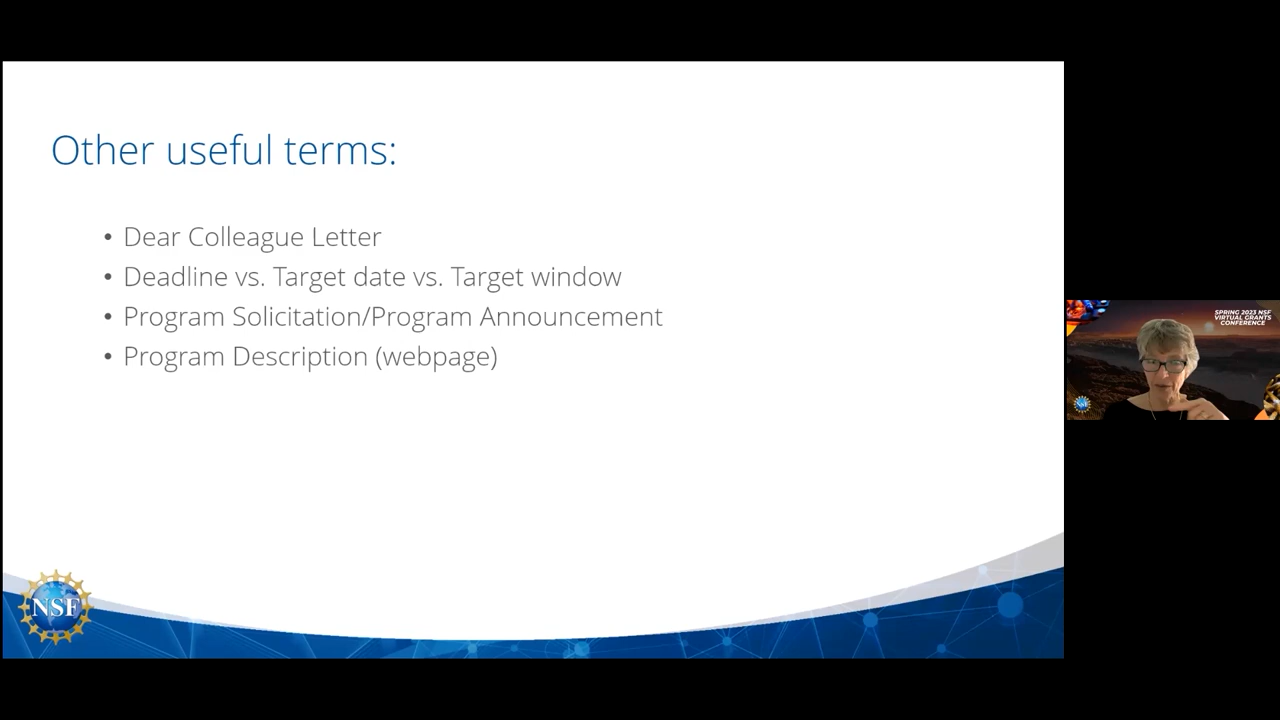 Other useful terms:
• Dear Colleague Letter
• Deadline vs. Target date vs. Target window
• Program Solicitation/Program Announcement
• Program Description (webpage)
SPRING 2023 NSF
VIRTUAL GRANTS
CONFERENCE
NSF
NSF